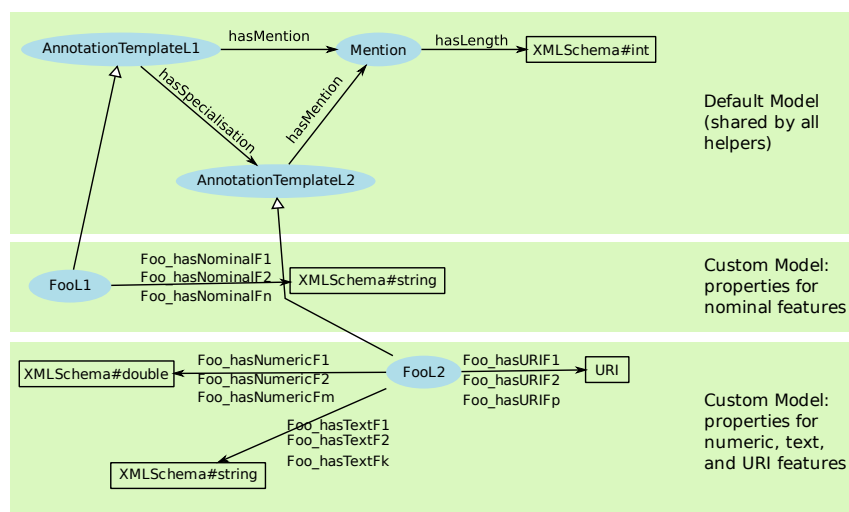 AnnotationTemplateL1
hasMention
Mention
hasLength
XMLSchema#int
hasSpecialisation
hasMention
AnnotationTemplateL2
Default Model
(shared by all
helpers)
FooL1
Foo_hasNominalF1
Foo_hasNominalF2
Foo_hasNominalFn
XMLSchema#string
Custom Model:
properties for
nominal features
XMLSchema#double
Foo_hasNumericF1
Foo_hasNumericF2
Foo_hasNumericFm
FooL2
Foo_hasURIF1
Foo_hasURIF2
Foo_hasURIFp
URI
Foo_hasTextF1
Foo_hasTextF2
Foo_hasTextFk
XMLSchema#string
Custom Model:
properties for
numeric, text,
and URI features